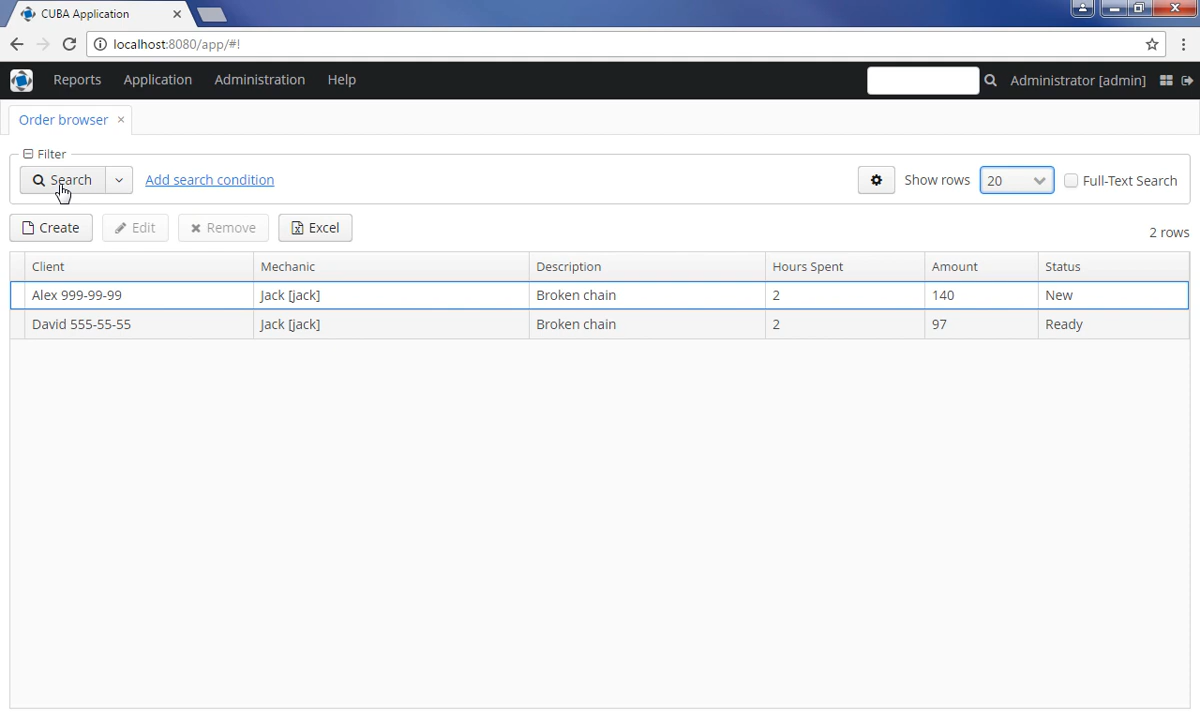 CUBA Application
localhost:8080/app/#!
Reports Application Administration Help Administrator [admin]
Order browser
Filter
Search Add search condition Show rows 20 Full-Text Search
Create Edit Remove Excel 2 rows
Client Mechanic Description Hours Spent Amount Status
Alex 999-99-99 Jack [jack] Broken chain 2 140 New
David 555-55-55 Jack [jack] Broken chain 2 97 Ready